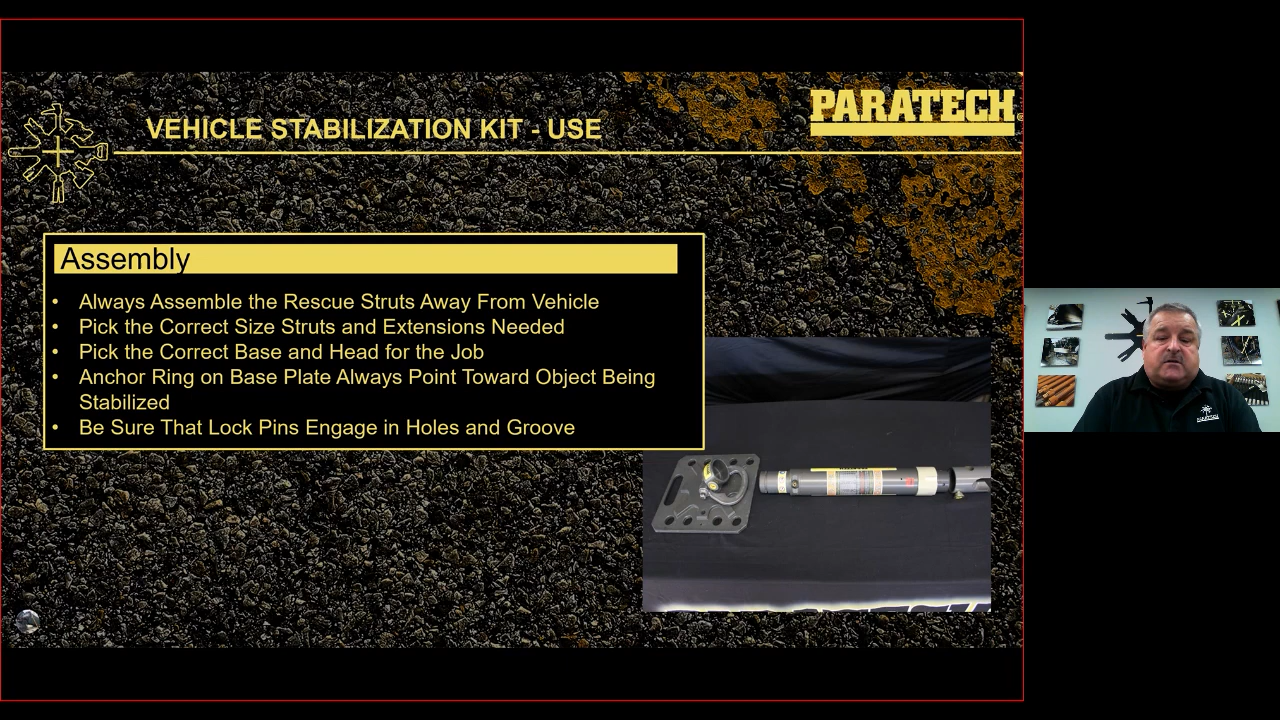 PARATECH
VEHICLE STABILIZATION KIT - USE
Assembly
• Always Assemble the Rescue Struts Away From Vehicle
• Pick the Correct Size Struts and Extensions Needed
• Pick the Correct Base and Head for the Job
• Anchor Ring on Base Plate Always Point Toward Object Being
Stabilized
• Be Sure That Lock Pins Engage in Holes and Groove